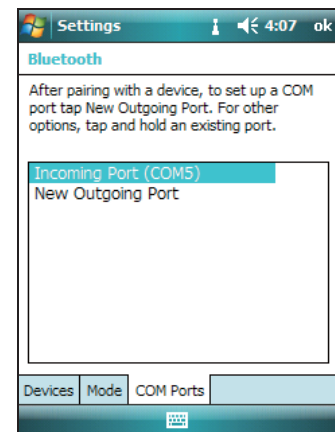 Settings 4:07 ok
Bluetooth
After pairing with a device, to set up a COM
port tap New Outgoing Port. For other
options, tap and hold an existing port.
Incoming Port (COM5)
New Outgoing Port
Devices Mode COM Ports